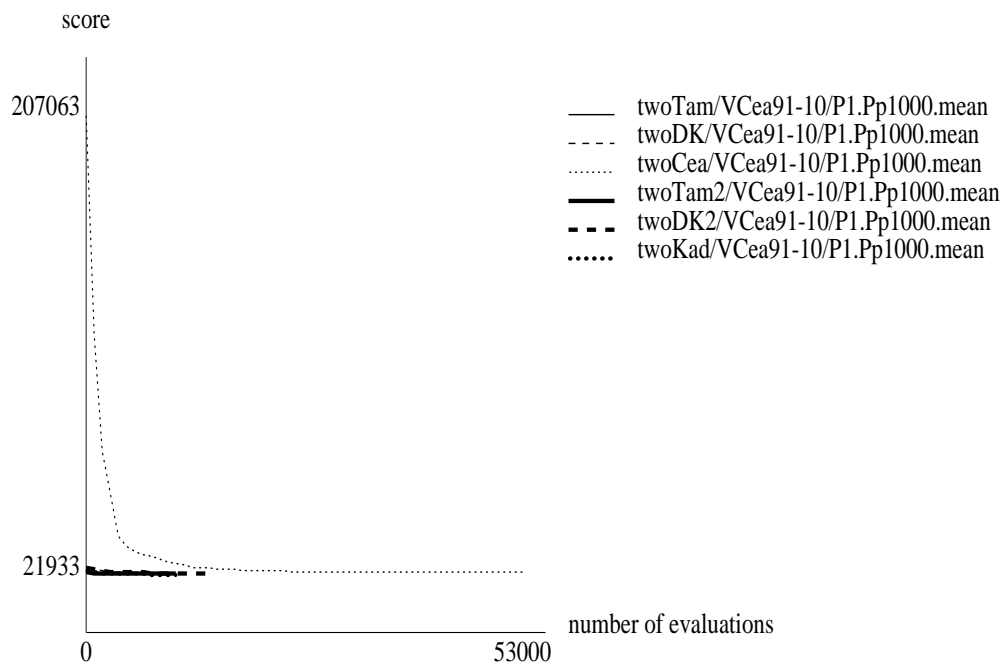 score
207063
twoTam/VCea91-10/P1.Pp1000.mean
twoDK/VCea91-10/P1.Pp1000.mean
twoCea/VCea91-10/P1.Pp1000.mean
twoTam2/VCea91-10/P1.Pp1000.mean
twoDK2/VCea91-10/P1.Pp1000.mean
twoKad/VCea91-10/P1.Pp1000.mean
21933
number of evaluations
0
53000